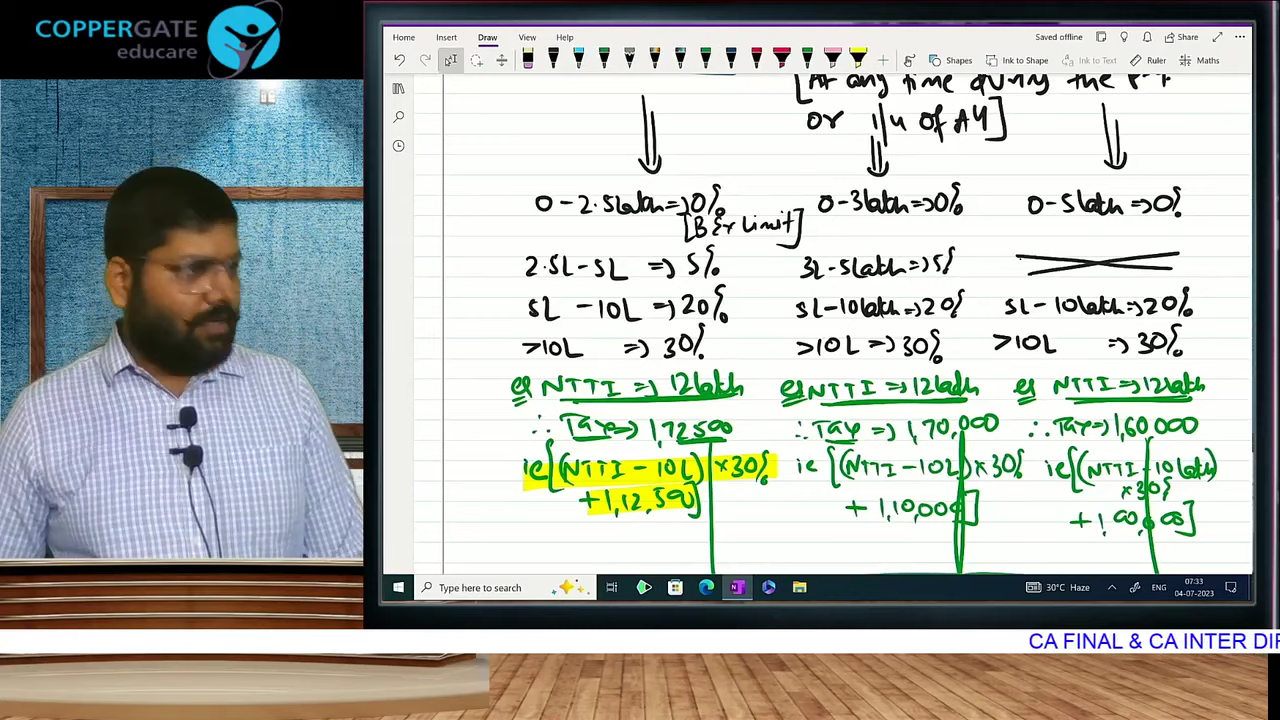 COPPERGATE
educare
Home Insert Draw View Help
Saved offline Share
Shapes Ink to Shape Ink to Text Ruler Maths
[At any time during the P.Y
or 1/4 of AY]
0-2.5lakh=>0% 0-3lakh=>0% 0-5lakh=>0%
[B Ex Limit]
2.5L-5L => 5% 3L-5lakh=>5%
5L-10L => 20% 5L-10lakh=>20% 5L-10lakh=>20%
>10L => 30% >10L => 30% >10L => 30%
eg NTTI => 12lakh eg NTTI => 12lakh eg NTTI => 12lakh
∴ Tax => 1,72500 ∴ Tax => 1,70,000 ∴ Tax => 1,60000
ie[(NTTI-10L) ×30% ie[(NTTI-10L) ×30% ie[(NTTI-10lakh)
×30%
+1,12,500] +1,10,000] +1,00,000]
Type here to search
30°C Haze ENG 07:33
04-07-2023
CA FINAL & CA INTER DI